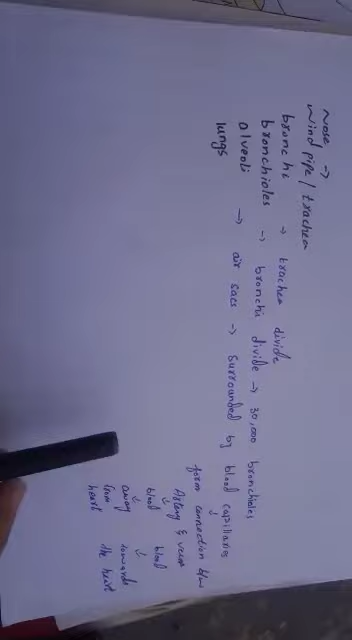 Nose →
Wind pipe / trachea
bronchi → trachea divide
bronchioles → bronchi divide → 30,000 bronchioles
alveoli → air sacs → surrounded by blood capillaries
lungs
↓
form connection b/w
Artery & vein
↓ ↓
blood blood
away towards
from the heart
heart